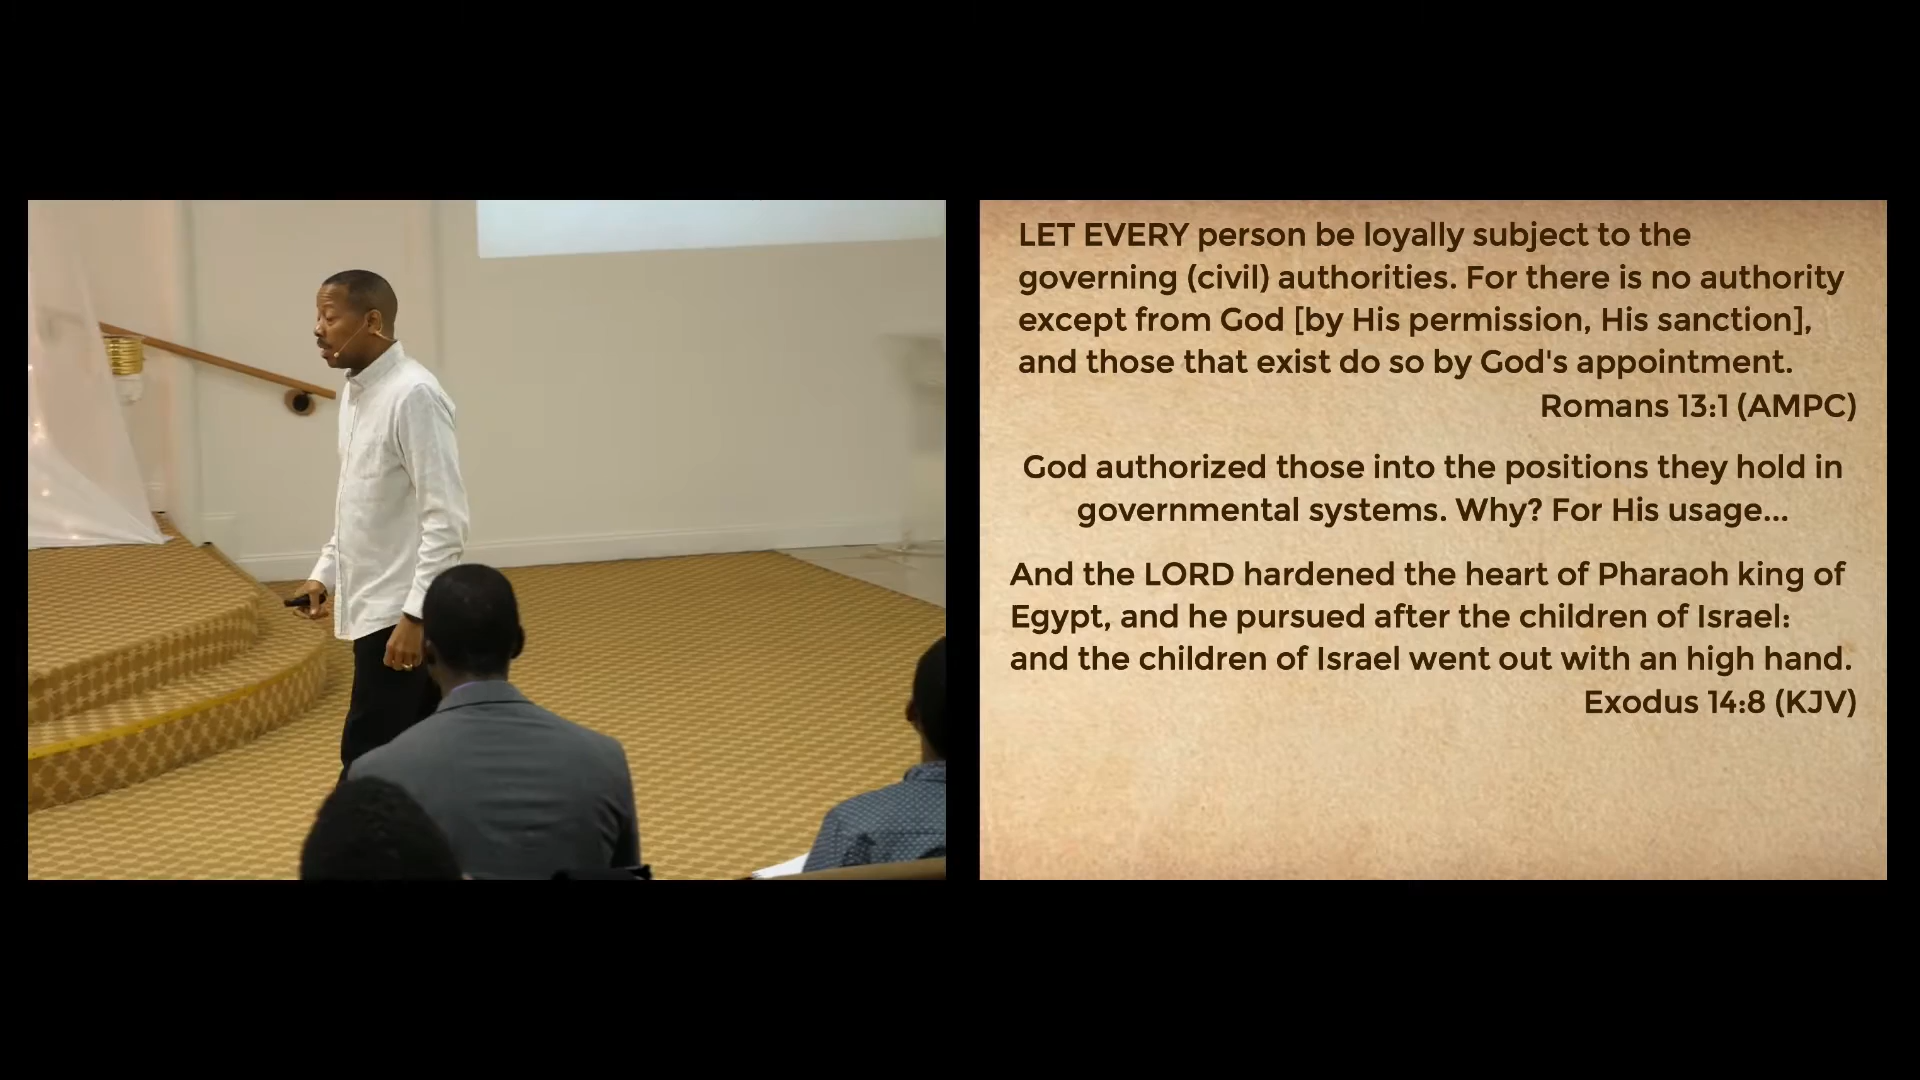 LET EVERY person be loyally subject to the
governing (civil) authorities. For there is no authority
except from God [by His permission, His sanction],
and those that exist do so by God's appointment.
Romans 13:1 (AMPC)
God authorized those into the positions they hold in
governmental systems. Why? For His usage...
And the LORD hardened the heart of Pharaoh king of
Egypt, and he pursued after the children of Israel:
and the children of Israel went out with an high hand.
Exodus 14:8 (KJV)